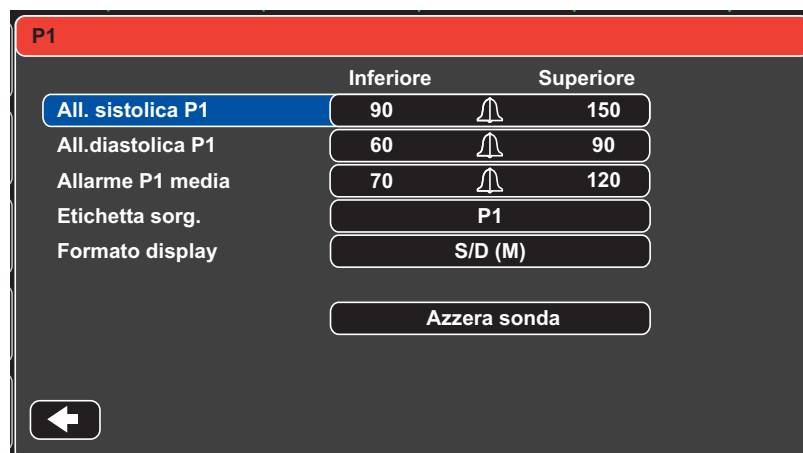 P1
Inferiore Superiore
All. sistolica P1 90 150
All.diastolica P1 60 90
Allarme P1 media 70 120
Etichetta sorg. P1
Formato display S/D (M)
Azzera sonda